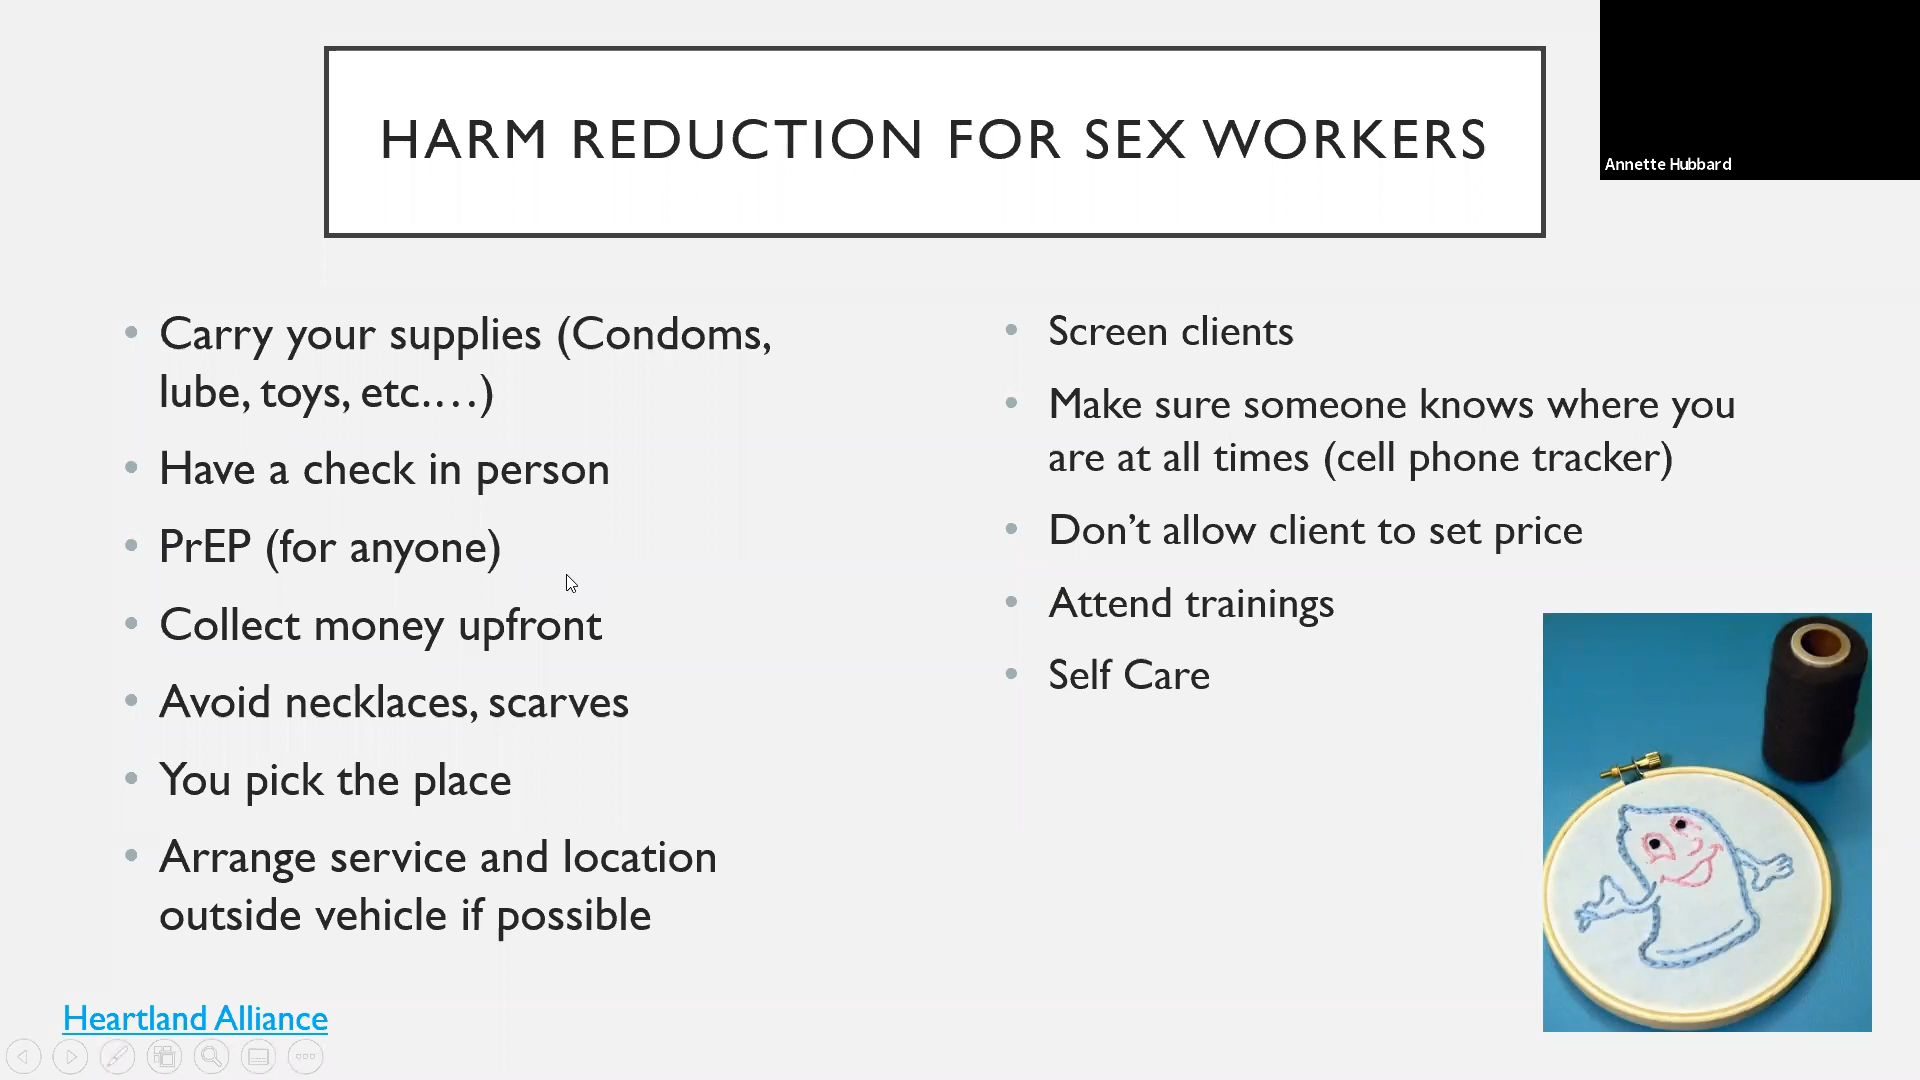 HARM REDUCTION FOR SEX WORKERS
Annette Hubbard
• Carry your supplies (Condoms,
lube, toys, etc.…)
• Have a check in person
• PrEP (for anyone)
• Collect money upfront
• Avoid necklaces, scarves
• You pick the place
• Arrange service and location
outside vehicle if possible
• Screen clients
• Make sure someone knows where you
are at all times (cell phone tracker)
• Don’t allow client to set price
• Attend trainings
• Self Care
Heartland Alliance